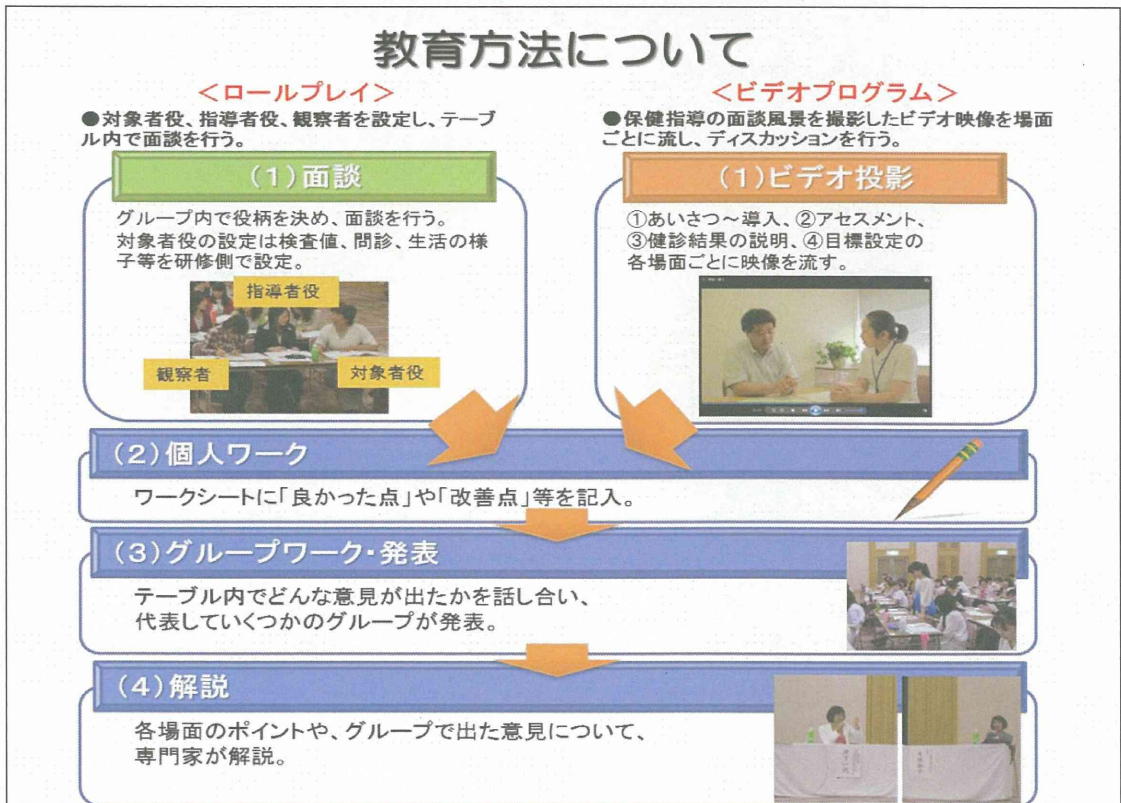 教育方法について
＜ロールプレイ＞
●対象者役、指導者役、観察者を設定し、テーブ
ル内で面談を行う。
(1)面談
グループ内で役柄を決め、面談を行う。
対象者役の設定は検査値、問診、生活の様
子等を研修側で設定。
指導者役
観察者
対象者役
＜ビデオプログラム＞
●保健指導の面談風景を撮影したビデオ映像を場面
ごとに流し、ディスカッションを行う。
(1)ビデオ投影
①あいさつ～導入、②アセスメント、
③健診結果の説明、④目標設定の
各場面ごとに映像を流す。
(2)個人ワーク
ワークシートに「良かった点」や「改善点」等を記入。
(3)グループワーク・発表
テーブル内でどんな意見が出たかを話し合い、
代表していくつかのグループが発表。
(4)解説
各場面のポイントや、グループで出た意見について、
専門家が解説。